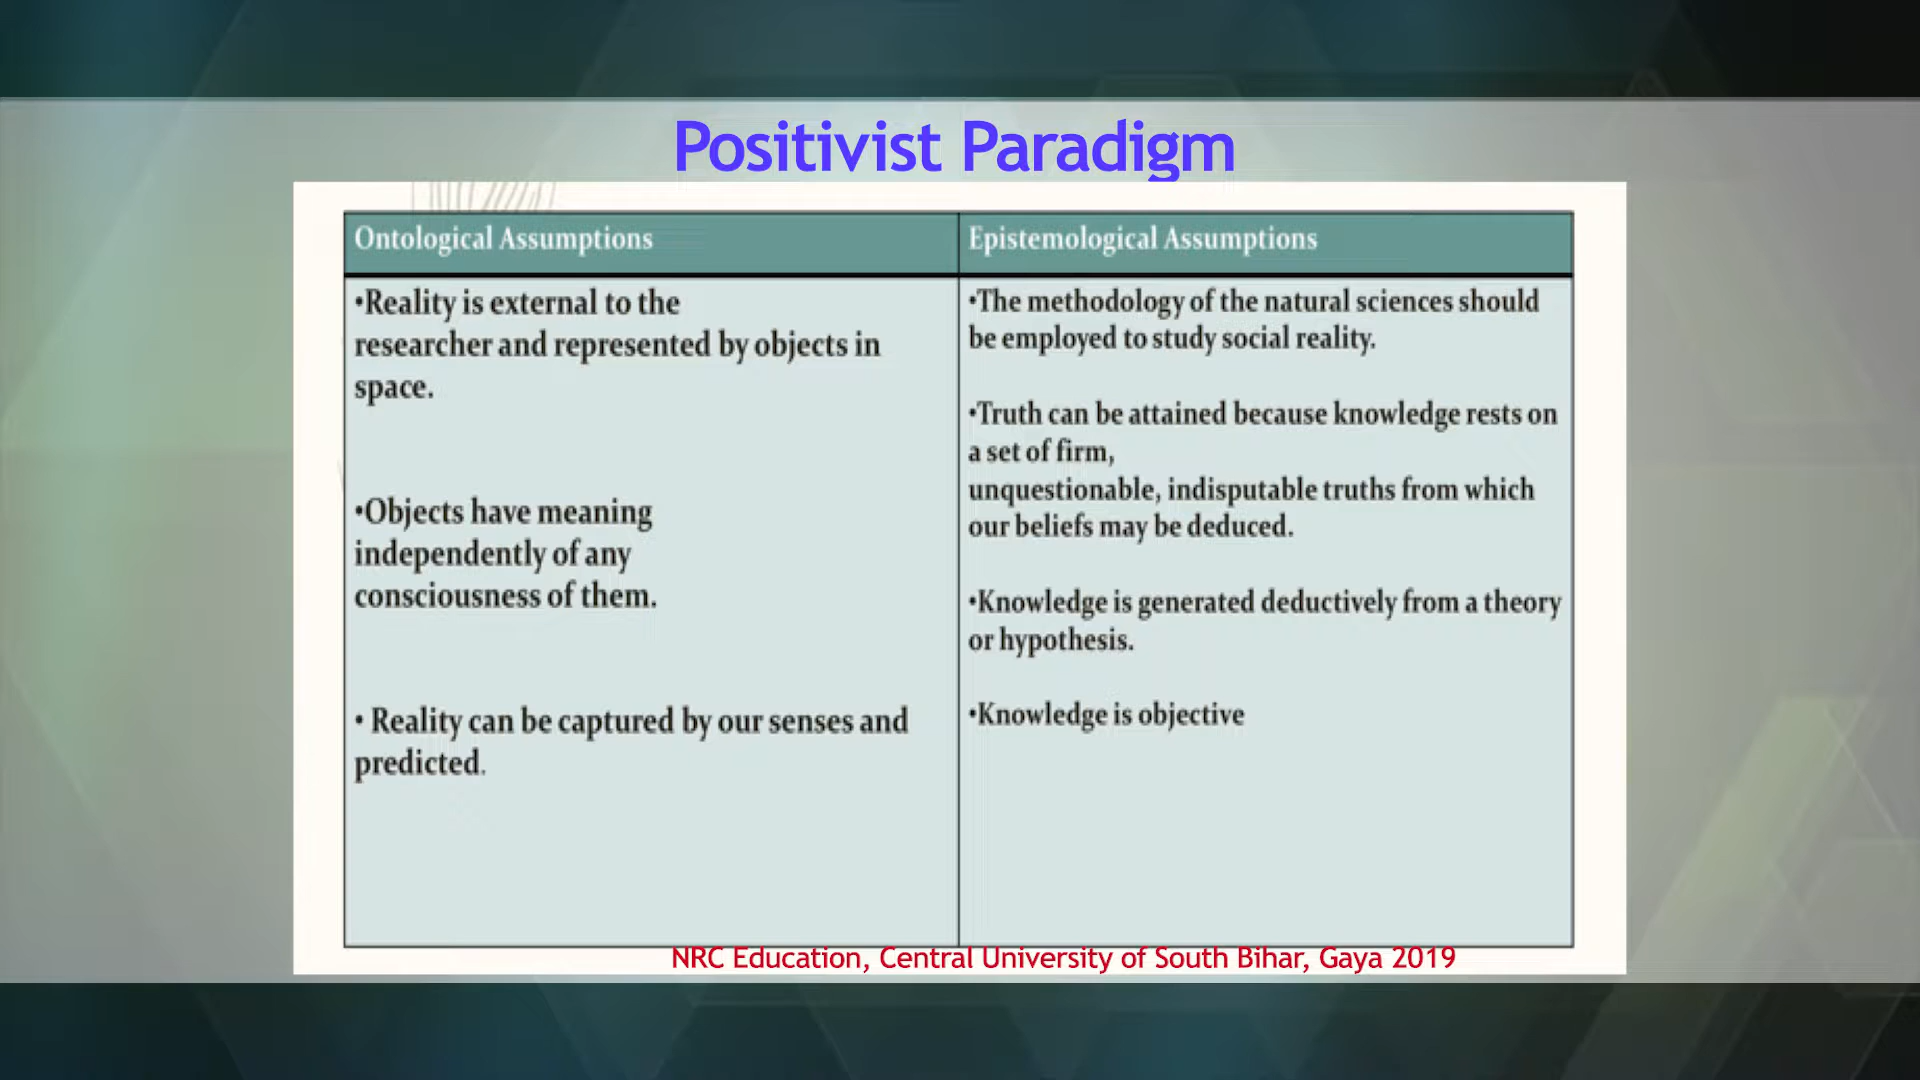 Positivist Paradigm
Ontological Assumptions
•Reality is external to the
researcher and represented by objects in
space.
•Objects have meaning
independently of any
consciousness of them.
• Reality can be captured by our senses and
predicted.
Epistemological Assumptions
•The methodology of the natural sciences should
be employed to study social reality.
•Truth can be attained because knowledge rests on
a set of firm,
unquestionable, indisputable truths from which
our beliefs may be deduced.
•Knowledge is generated deductively from a theory
or hypothesis.
•Knowledge is objective
NRC Education, Central University of South Bihar, Gaya 2019